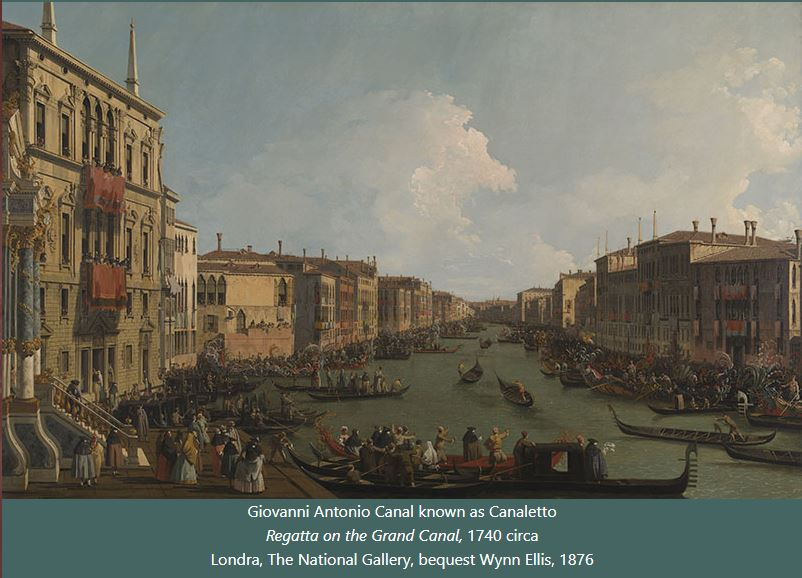 Giovanni Antonio Canal known as Canaletto
Regatta on the Grand Canal, 1740 circa
Londra, The National Gallery, bequest Wynn Ellis, 1876